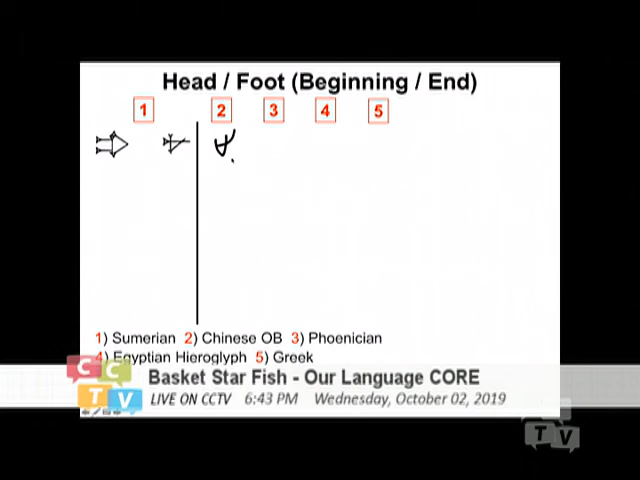 Head / Foot (Beginning / End)
1 2 3 4 5
1) Sumerian 2) Chinese OB 3) Phoenician
4) Egyptian Hieroglyph 5) Greek
CCTV
Basket Star Fish - Our Language CORE
LIVE ON CCTV 6:43 PM Wednesday, October 02, 2019
TV